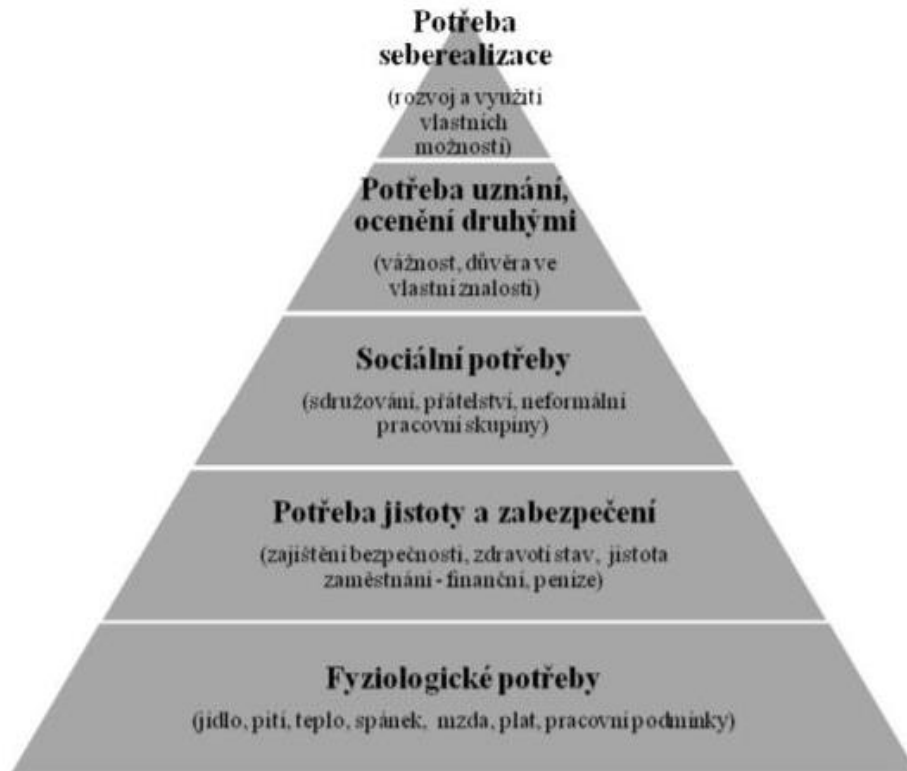 Potřeba
seberealizace
(rozvoj a využití
vlastních
možností)
Potřeba uznání,
ocenění druhými
(vážnost, důvěra ve
vlastní znalosti)
Sociální potřeby
(sdružování, přátelství, neformální
pracovní skupiny)
Potřeba jistoty a zabezpečení
(zajištění bezpečnosti, zdravoti stav, jistota
zaměstnání - finanční, peníze)
Fyziologické potřeby
(jídlo, pití, teplo, spánek, mzda, plat, pracovní podmínky)